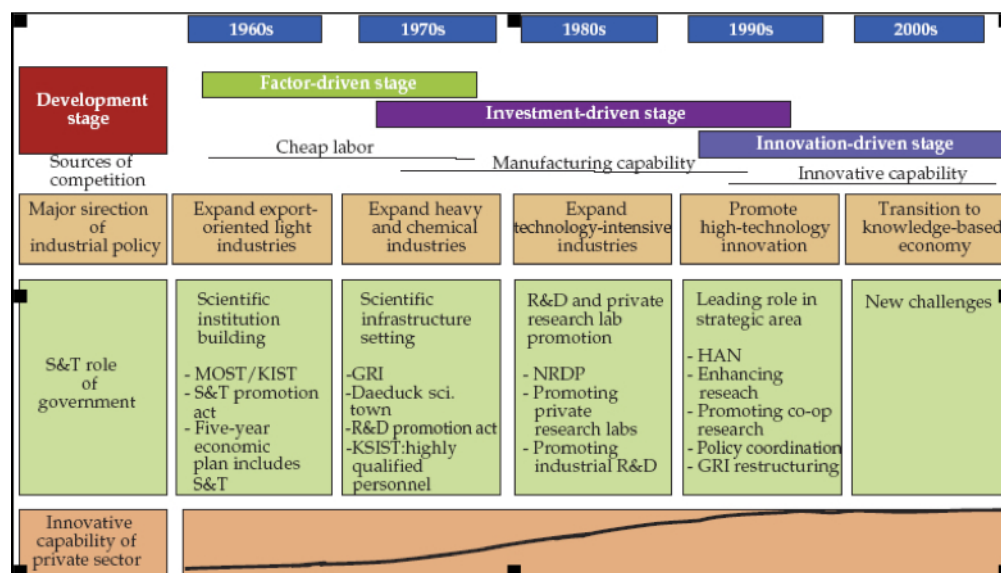 1960s 1970s 1980s 1990s 2000s
Development
stage
Factor-driven stage
Investment-driven stage
Innovation-driven stage
Sources of
competition
Cheap labor
Manufacturing capability
Innovative capability
Major sirection
of
industrial policy
Expand export-
oriented light
industries
Expand heavy
and chemical
industries
Expand
technology-intensive
industries
Promote
high-technology
innovation
Transition to
knowledge-based
economy
S&T role
of
government
Scientific
institution
building
- MOST/KIST
- S&T promotion
act
- Five-year
economic
plan includes
S&T
Scientific
infrastructure
setting
-GRI
-Daeduck sci.
town
-R&D promotion act
-KSIST:highly
qualified
personnel
R&D and private
research lab
promotion
- NRDP
- Promoting
private
research labs
- Promoting
industrial R&D
Leading role in
strategic area
- HAN
- Enhancing
reseach
- Promoting co-op
research
- Policy coordination
- GRI restructuring
New challenges
Innovative
capability of
private sector